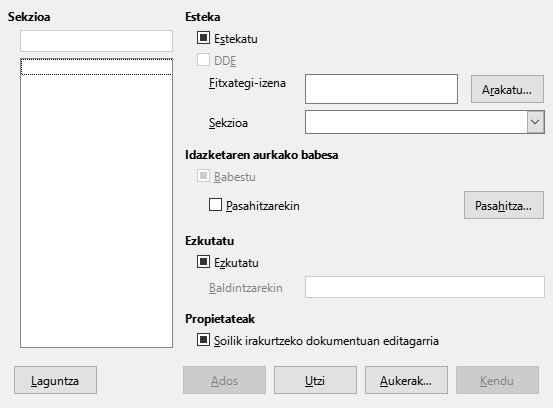 Sekzioa
Esteka
Estekatu
DDE
Fitxategi-izena
Arakatu...
Sekzioa
Idazketaren aurkako babesa
Babestu
Pasahitzarekin
Pasahitza...
Ezkutatu
Ezkutatu
Baldintzarekin
Propietateak
Soilik irakurtzeko dokumentuan editagarria
Laguntza
Ados
Utzi
Aukerak...
Kendu